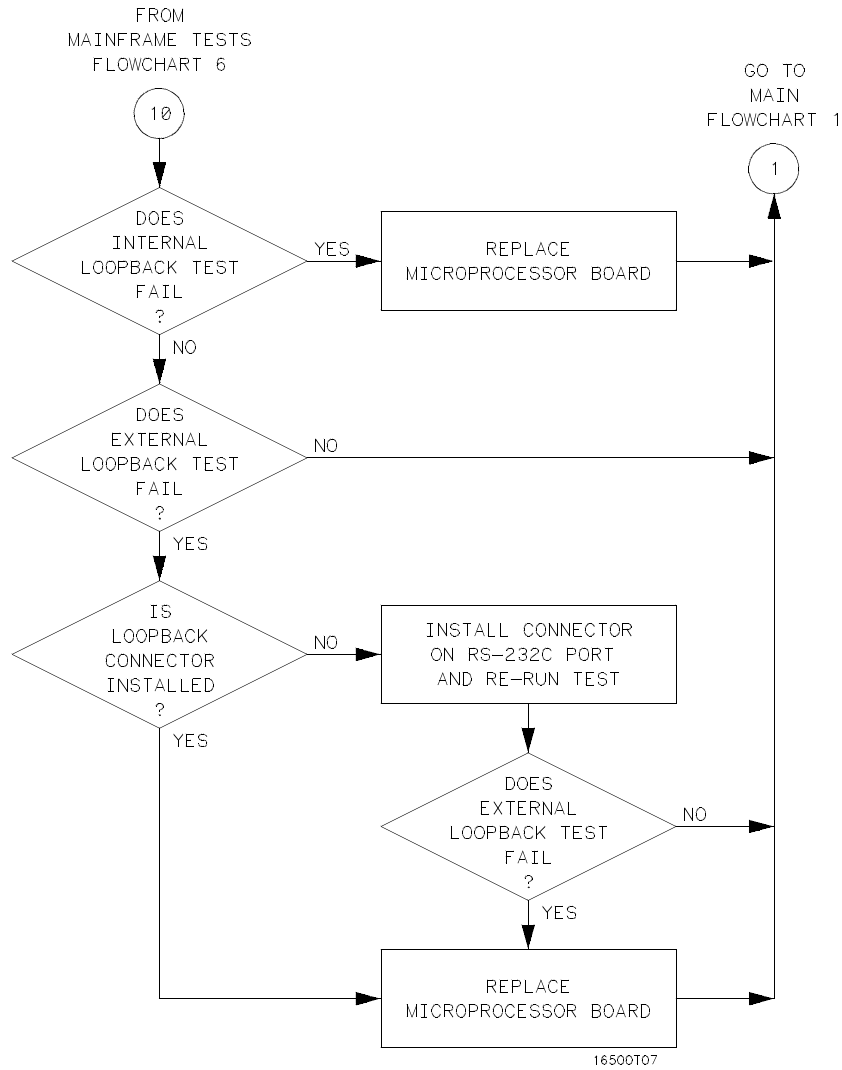 FROM
MAINFRAME TESTS
FLOWCHART 6
10
GO TO
MAIN
FLOWCHART 1
1
DOES
INTERNAL
LOOPBACK TEST
FAIL
?
YES
REPLACE
MICROPROCESSOR BOARD
NO
DOES
EXTERNAL
LOOPBACK TEST
FAIL
?
NO
YES
IS
LOOPBACK
CONNECTOR
INSTALLED
?
NO
INSTALL CONNECTOR
ON RS-232C PORT
AND RE-RUN TEST
YES
DOES
EXTERNAL
LOOPBACK TEST
FAIL
?
NO
YES
REPLACE
MICROPROCESSOR BOARD
16500T07